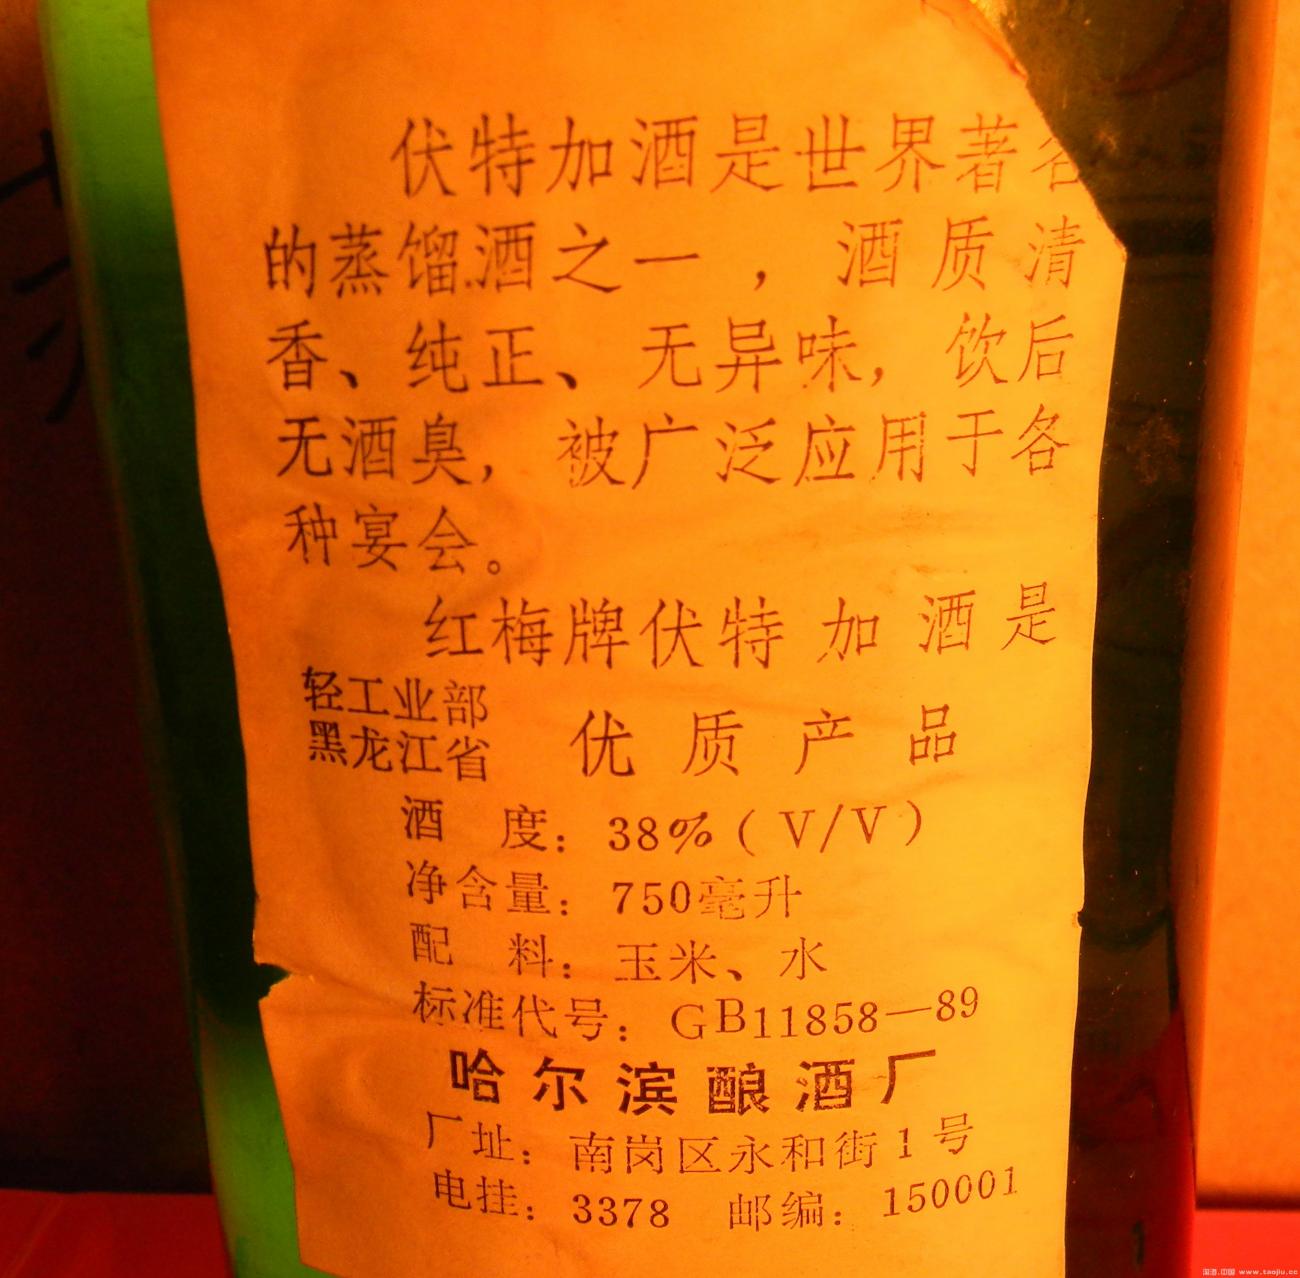 伏特加酒是世界著名
的蒸馏酒之一，酒质清
香、纯正、无异味，饮后
无酒臭，被广泛应用于各
种宴会。
红梅牌伏特加酒是
轻工业部
黑龙江省 优质产品
酒 度：38%(V/V)
净含量：750毫升
配 料：玉米、水
标准代号：GB11858—89
哈尔滨酿酒厂
厂址：南岗区永和街1号
电挂：3378 邮编：150001
www.taojiu.cc